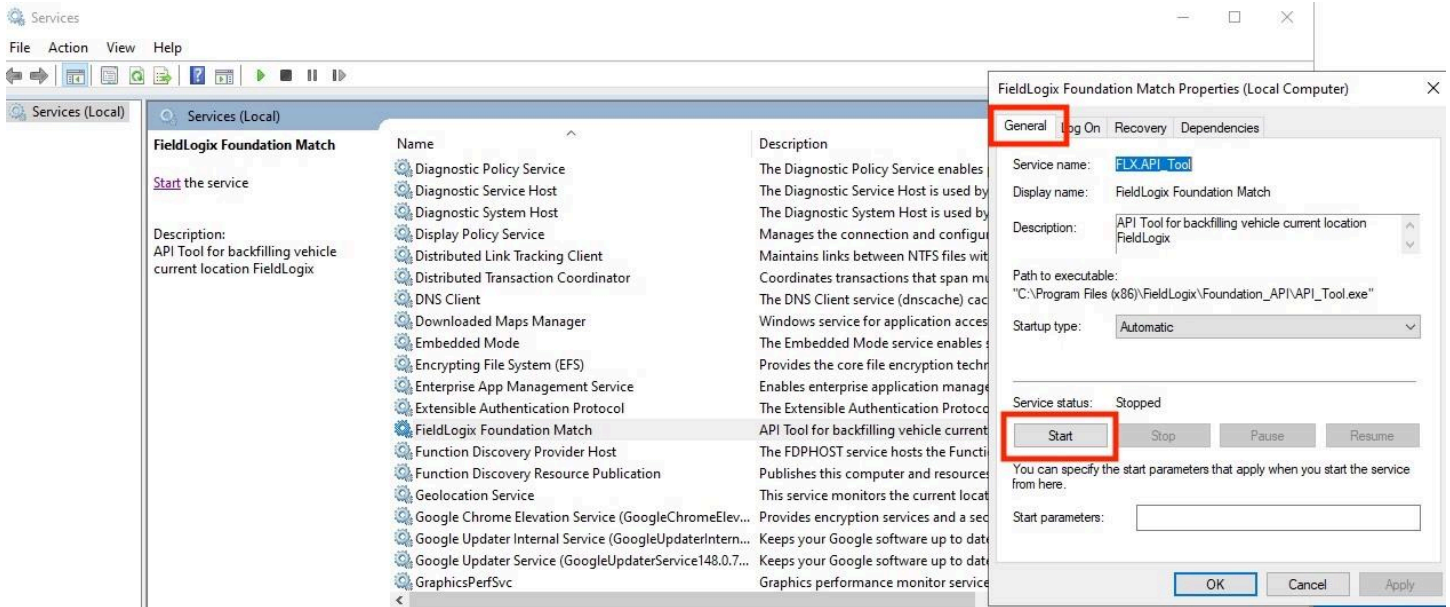 Services
File Action View Help
Services (Local)
Services (Local)
FieldLogix Foundation Match
Start the service
Description:
API Tool for backfilling vehicle
current location FieldLogix
Name Description
Diagnostic Policy Service The Diagnostic Policy Service enables
Diagnostic Service Host The Diagnostic Service Host is used by
Diagnostic System Host The Diagnostic System Host is used by
Display Policy Service Manages the connection and configur
Distributed Link Tracking Client Maintains links between NTFS files wit
Distributed Transaction Coordinator Coordinates transactions that span mu
DNS Client The DNS Client service (dnscache) cac
Downloaded Maps Manager Windows service for application acces
Embedded Mode The Embedded Mode service enables
Encrypting File System (EFS) Provides the core file encryption techn
Enterprise App Management Service Enables enterprise application manage
Extensible Authentication Protocol The Extensible Authentication Protoco
FieldLogix Foundation Match API Tool for backfilling vehicle current
Function Discovery Provider Host The FDPHOST service hosts the Functi
Function Discovery Resource Publication Publishes this computer and resources
Geolocation Service This service monitors the current locat
Google Chrome Elevation Service (GoogleChromeElev... Provides encryption services and a sec
Google Updater Internal Service (GoogleUpdaterIntern... Keeps your Google software up to date
Google Updater Service (GoogleUpdaterService148.0.7... Keeps your Google software up to date
GraphicsPerfSvc Graphics performance monitor service
FieldLogix Foundation Match Properties (Local Computer)
General Log On Recovery Dependencies
Service name: FLX.API_Tool
Display name: FieldLogix Foundation Match
Description: API Tool for backfilling vehicle current location
FieldLogix
Path to executable:
"C:\Program Files (x86)\FieldLogix\Foundation_API\API_Tool.exe"
Startup type: Automatic
Service status: Stopped
Start Stop Pause Resume
You can specify the start parameters that apply when you start the service
from here.
Start parameters:
OK Cancel Apply